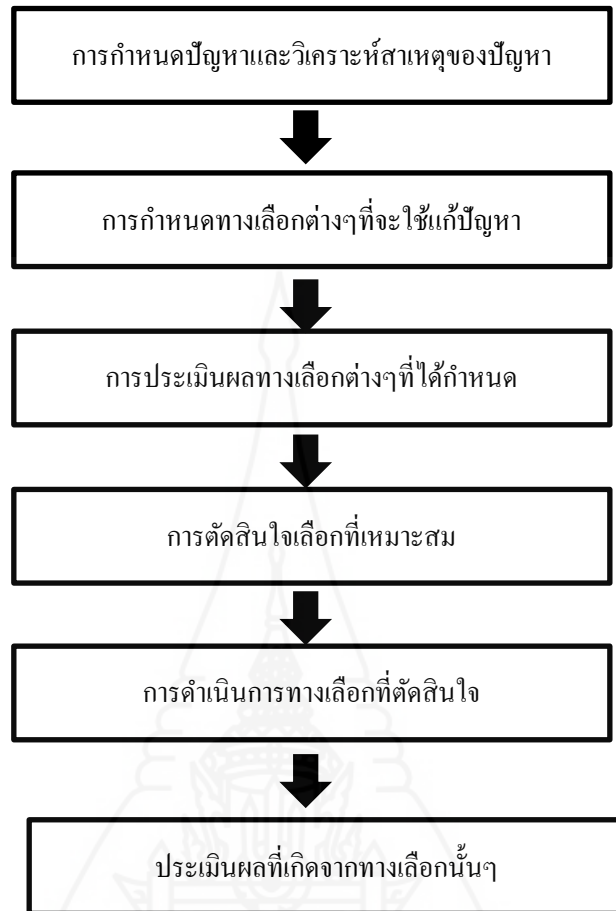 การกำหนดปัญหาและวิเคราะห์สาเหตุของปัญหา
การกำหนดทางเลือกต่างๆที่จะใช้แก้ปัญหา
การประเมินผลทางเลือกต่างๆที่ได้กำหนด
การตัดสินใจเลือกที่เหมาะสม
การดำเนินการทางเลือกที่ตัดสินใจ
ประเมินผลที่เกิดจากทางเลือกนั้นๆ